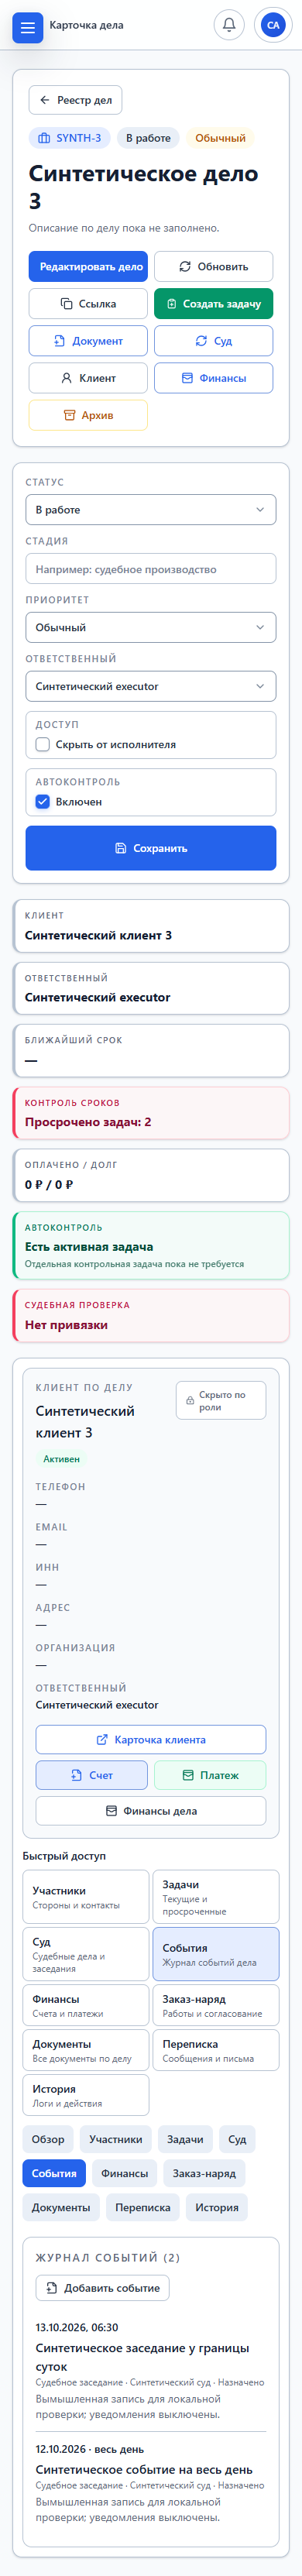 Карточка дела
СА
Реестр дел
SYNTH-3
В работе
Обычный
Синтетическое дело
3
Описание по делу пока не заполнено.
Редактировать дело
Обновить
Ссылка
Создать задачу
Документ
Суд
Клиент
Финансы
Архив
СТАТУС
В работе
СТАДИЯ
Например: судебное производство
ПРИОРИТЕТ
Обычный
ОТВЕТСТВЕННЫЙ
Синтетический executor
ДОСТУП
Скрыть от исполнителя
АВТОКОНТРОЛЬ
Включен
Сохранить
КЛИЕНТ
Синтетический клиент 3
ОТВЕТСТВЕННЫЙ
Синтетический executor
БЛИЖАЙШИЙ СРОК
—
КОНТРОЛЬ СРОКОВ
Просрочено задач: 2
ОПЛАЧЕНО / ДОЛГ
0 ₽ / 0 ₽
АВТОКОНТРОЛЬ
Есть активная задача
Отдельная контрольная задача пока не требуется
СУДЕБНАЯ ПРОВЕРКА
Нет привязки
КЛИЕНТ ПО ДЕЛУ
Синтетический
клиент 3
Скрыто по
роли
Активен
ТЕЛЕФОН
—
EMAIL
—
ИНН
—
АДРЕС
—
ОРГАНИЗАЦИЯ
—
ОТВЕТСТВЕННЫЙ
Синтетический executor
Карточка клиента
Счет
Платеж
Финансы дела
Быстрый доступ
Участники
Стороны и контакты
Задачи
Текущие и
просроченные
Суд
Судебные дела и
заседания
События
Журнал событий дела
Финансы
Счета и платежи
Заказ-наряд
Работы и согласование
Документы
Все документы по делу
Переписка
Сообщения и письма
История
Логи и действия
Обзор
Участники
Задачи
Суд
События
Финансы
Заказ-наряд
Документы
Переписка
История
ЖУРНАЛ СОБЫТИЙ (2)
Добавить событие
13.10.2026, 06:30
Синтетическое заседание у границы
суток
Судебное заседание · Синтетический суд · Назначено
Вымышленная запись для локальной
проверки; уведомления выключены.
12.10.2026 · весь день
Синтетическое событие на весь день
Судебное заседание · Синтетический суд · Назначено
Вымышленная запись для локальной
проверки; уведомления выключены.